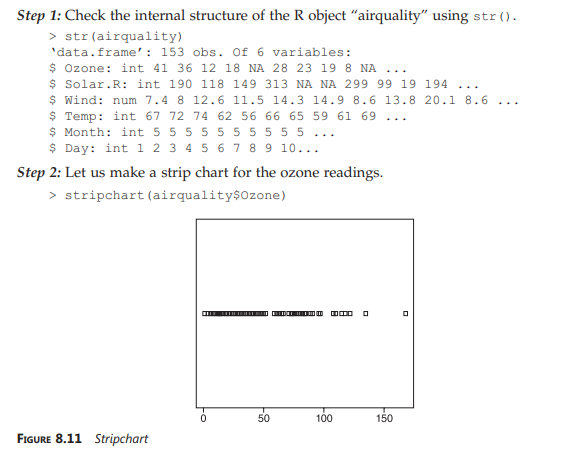 Step 1: Check the internal structure of the R object “airquality” using str().
> str(airquality)
‘data.frame’: 153 obs. Of 6 variables:
$ Ozone: int 41 36 12 18 NA 28 23 19 8 NA ...
$ Solar.R: int 190 118 149 313 NA NA 299 99 19 194 ...
$ Wind: num 7.4 8 12.6 11.5 14.3 14.9 8.6 13.8 20.1 8.6 ...
$ Temp: int 67 72 74 62 56 66 65 59 61 69 ...
$ Month: int 5 5 5 5 5 5 5 5 5 5 ...
$ Day: int 1 2 3 4 5 6 7 8 9 10...
Step 2: Let us make a strip chart for the ozone readings.
> stripchart(airquality$Ozone)
0 50 100 150
FIGURE 8.11 Stripchart